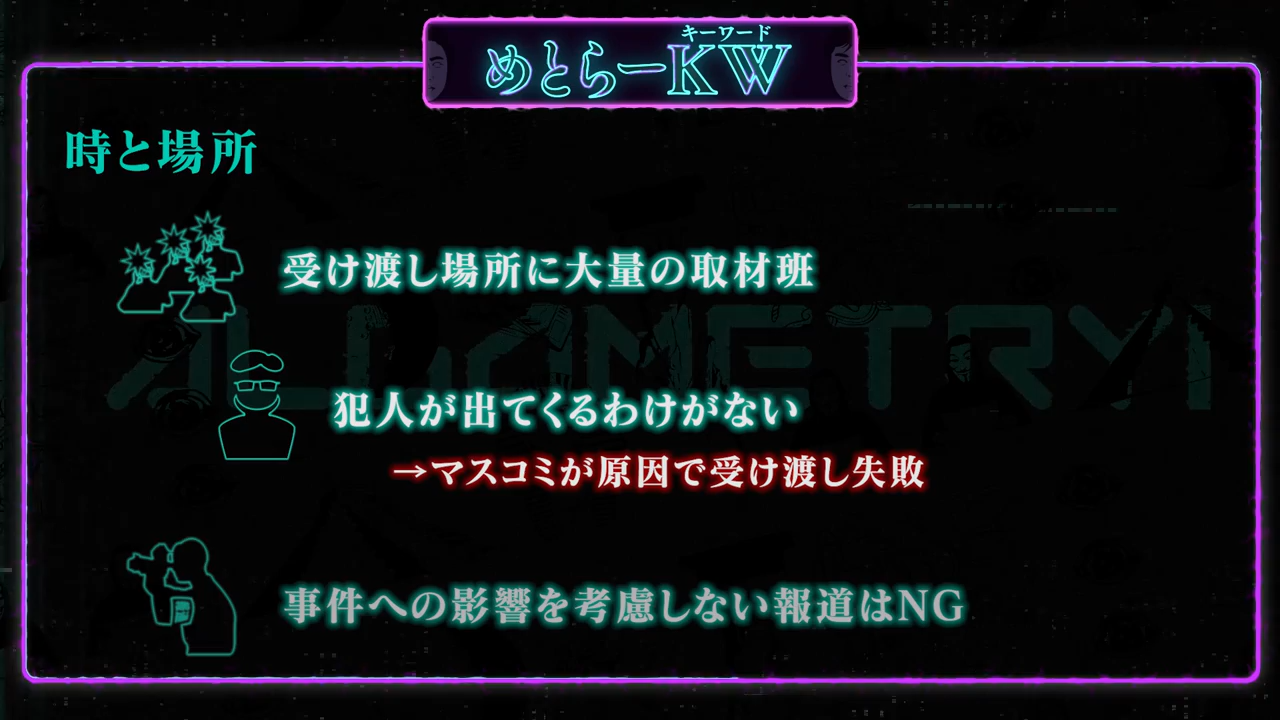 キーワード
めとらーKW
時と場所
受け渡し場所に大量の取材班
犯人が出てくるわけがない
→マスコミが原因で受け渡し失敗
事件への影響を考慮しない報道はNG